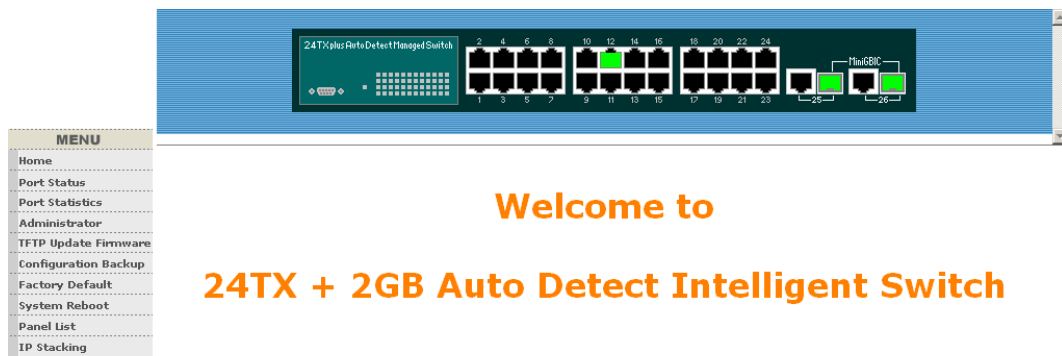 24TXplus Auto Detect Managed Switch
2 4 6 8 10 12 14 16 18 20 22 24
MiniGBIC
1 3 5 7 9 11 13 15 17 19 21 23
25 26
MENU
Home
Port Status
Port Statistics
Administrator
TFTP Update Firmware
Configuration Backup
Factory Default
System Reboot
Panel List
IP Stacking
Welcome to
24TX + 2GB Auto Detect Intelligent Switch